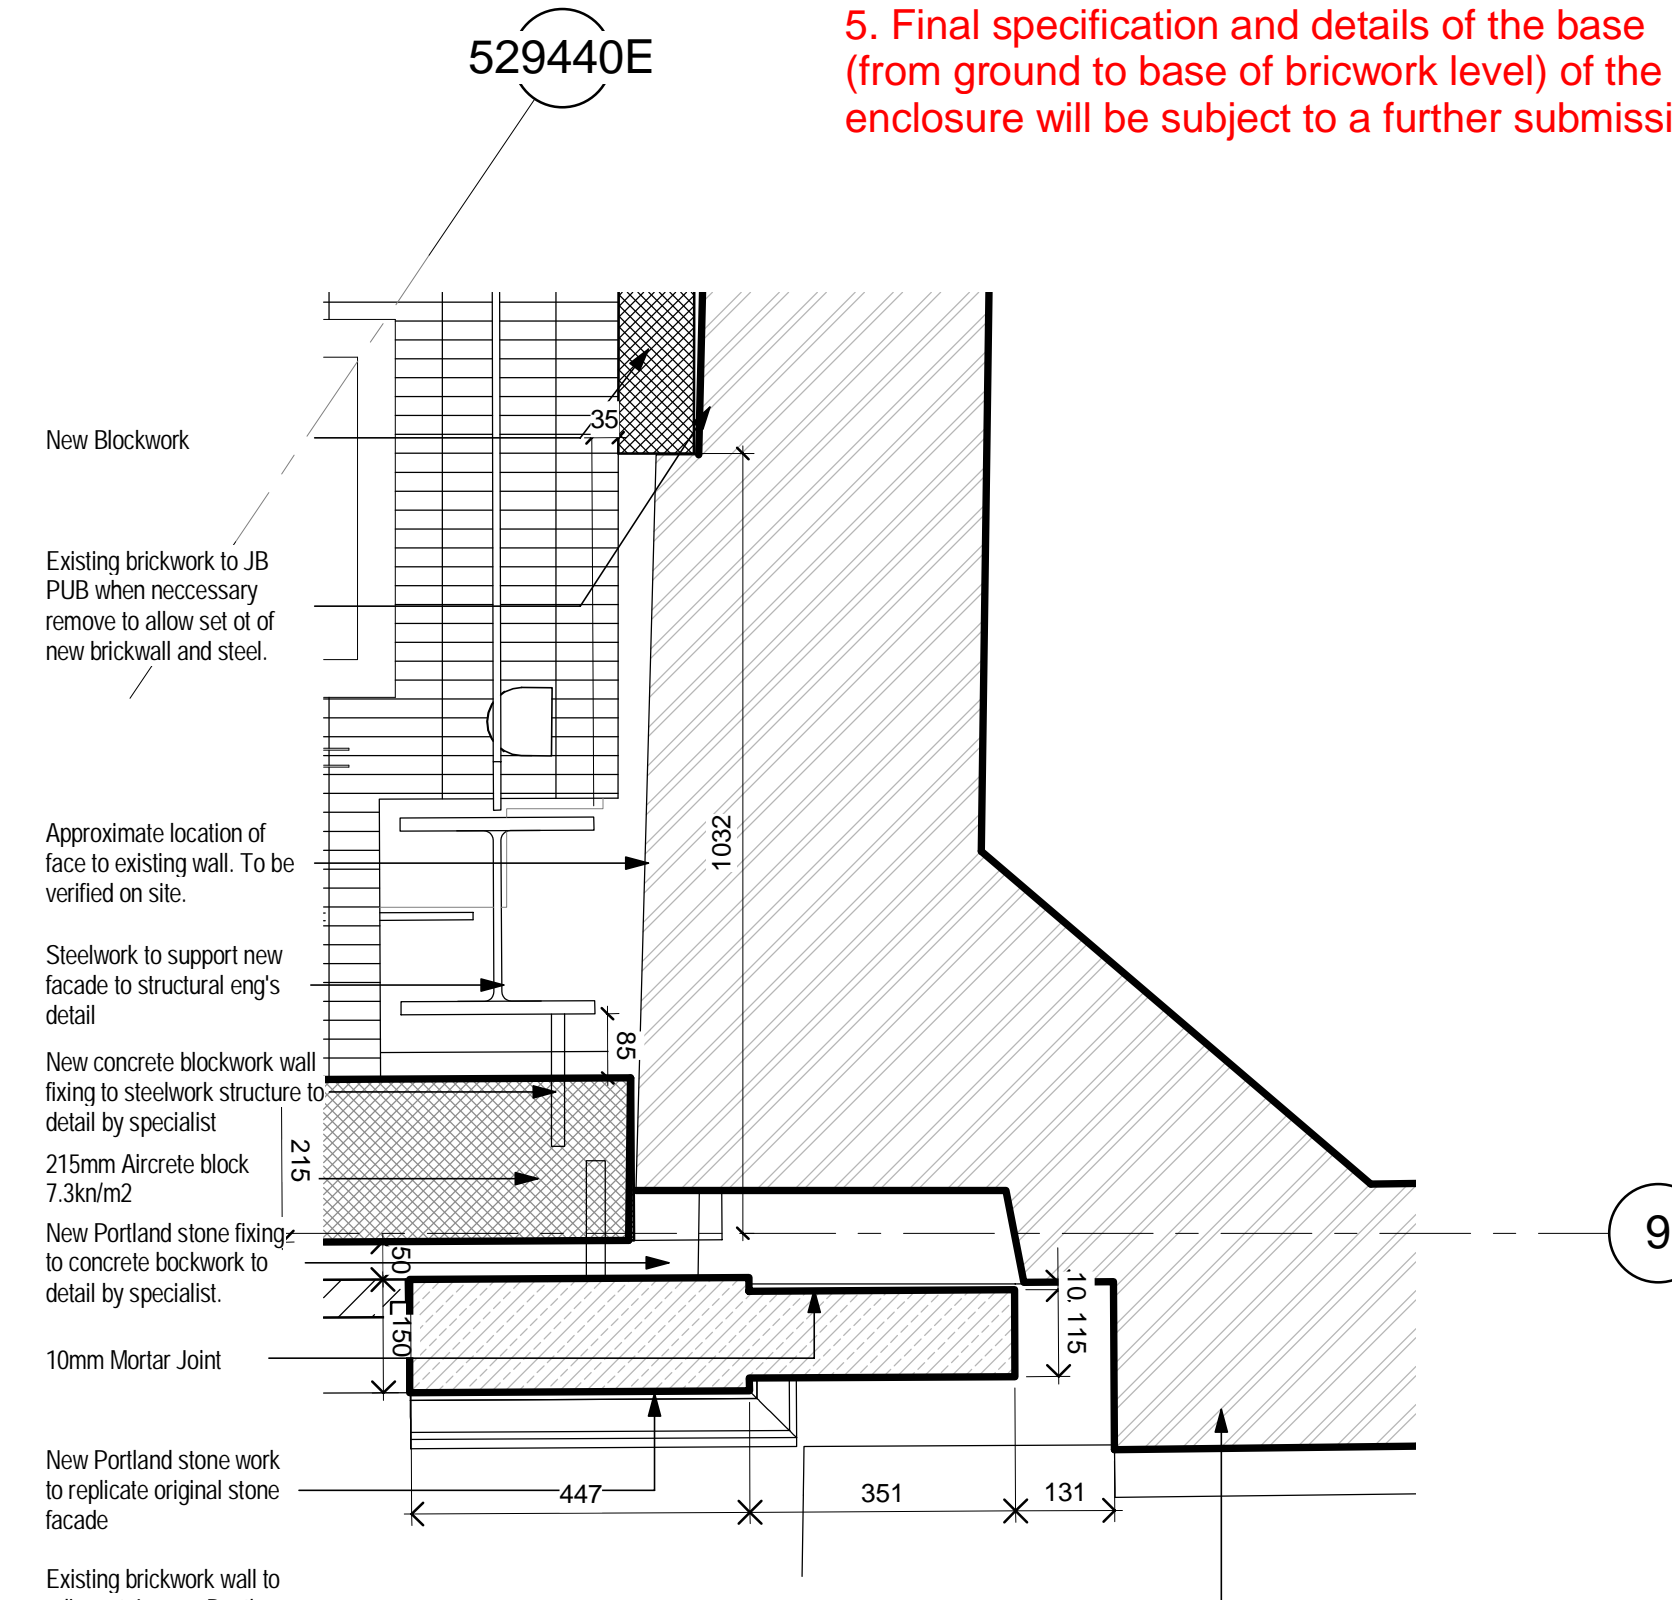 529440E
5. Final specification and details of the base
(from ground to base of bricwork level) of the
enclosure will be subject to a further submissi
New Blockwork
35
Existing brickwork to JB
PUB when neccessary
remove to allow set ot of
new brickwall and steel.
Approximate location of
face to existing wall. To be
verified on site.
1032
Steelwork to support new
facade to structural eng's
detail
85
New concrete blockwork wall
fixing to steelwork structure to
detail by specialist
215
215mm Aircrete block
7.3kn/m2
New Portland stone fixing
to concrete bockwork to
detail by specialist.
9
50
150
10
115
10mm Mortar Joint
New Portland stone work
to replicate original stone
facade
447
351
131
Existing brickwork wall to